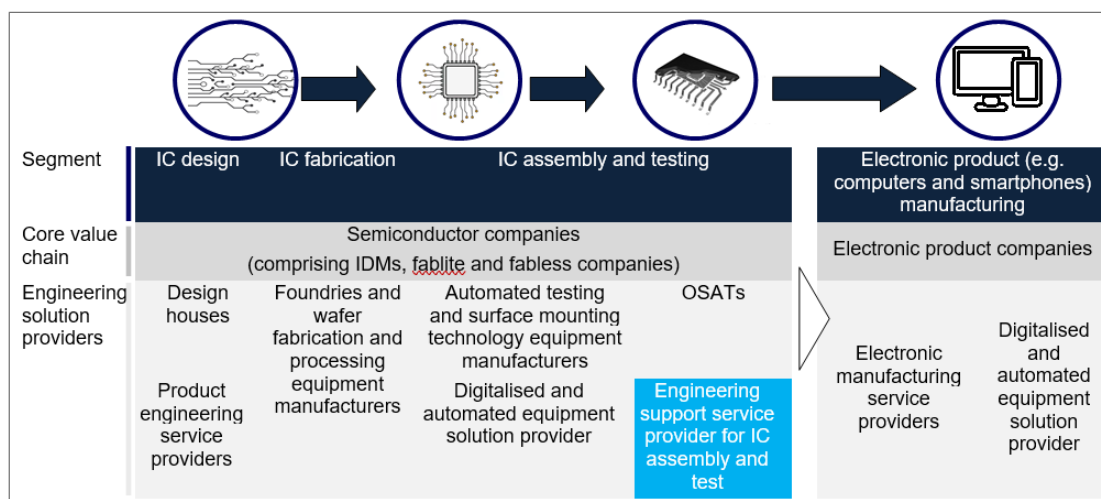 Segment
IC design
IC fabrication
IC assembly and testing
Electronic product (e.g.
computers and smartphones)
manufacturing
Core value
chain
Semiconductor companies
(comprising IDMs, fablite and fabless companies)
Electronic product companies
Engineering
solution
providers
Design
houses
Product
engineering
service
providers
Foundries and
wafer
fabrication and
processing
equipment
manufacturers
Automated testing
and surface mounting
technology equipment
manufacturers
Digitalised and
automated equipment
solution provider
OSATs
Engineering
support service
provider for IC
assembly and
test
Electronic
manufacturing
service
providers
Digitalised
and
automated
equipment
solution
provider